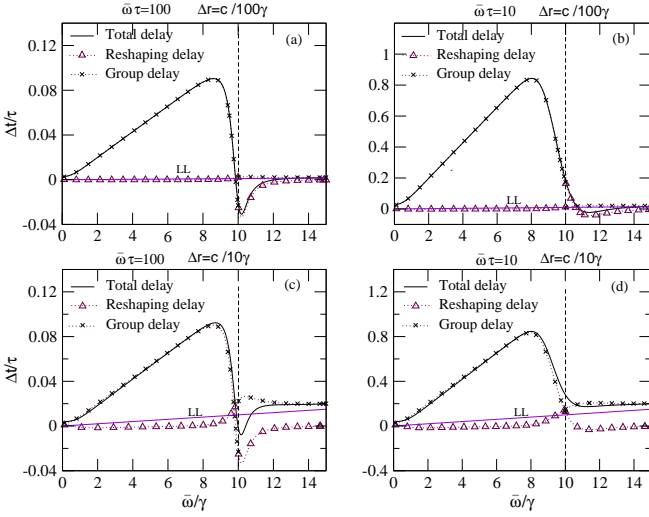 ω̄τ=100 Δr=c/100γ
0.12
0.08
0.04
0
-0.04
Δt/τ
Total delay
Reshaping delay
Group delay
(a)
LL
0 2 4 6 8 10 12 14
ω̄τ=10 Δr=c/100γ
1
0.8
0.6
0.4
0.2
0
Total delay
Reshaping delay
Group delay
(b)
LL
0 2 4 6 8 10 12 14
ω̄/γ
ω̄τ=100 Δr=c/10γ
0.12
0.08
0.04
0
-0.04
Δt/τ
Total delay
Reshaping delay
Group delay
(c)
LL
0 2 4 6 8 10 12 14
ω̄/γ
ω̄τ=10 Δr=c/10γ
1.2
0.8
0.4
0
-0.4
Total delay
Reshaping delay
Group delay
(d)
LL
0 2 4 6 8 10 12 14
ω̄/γ